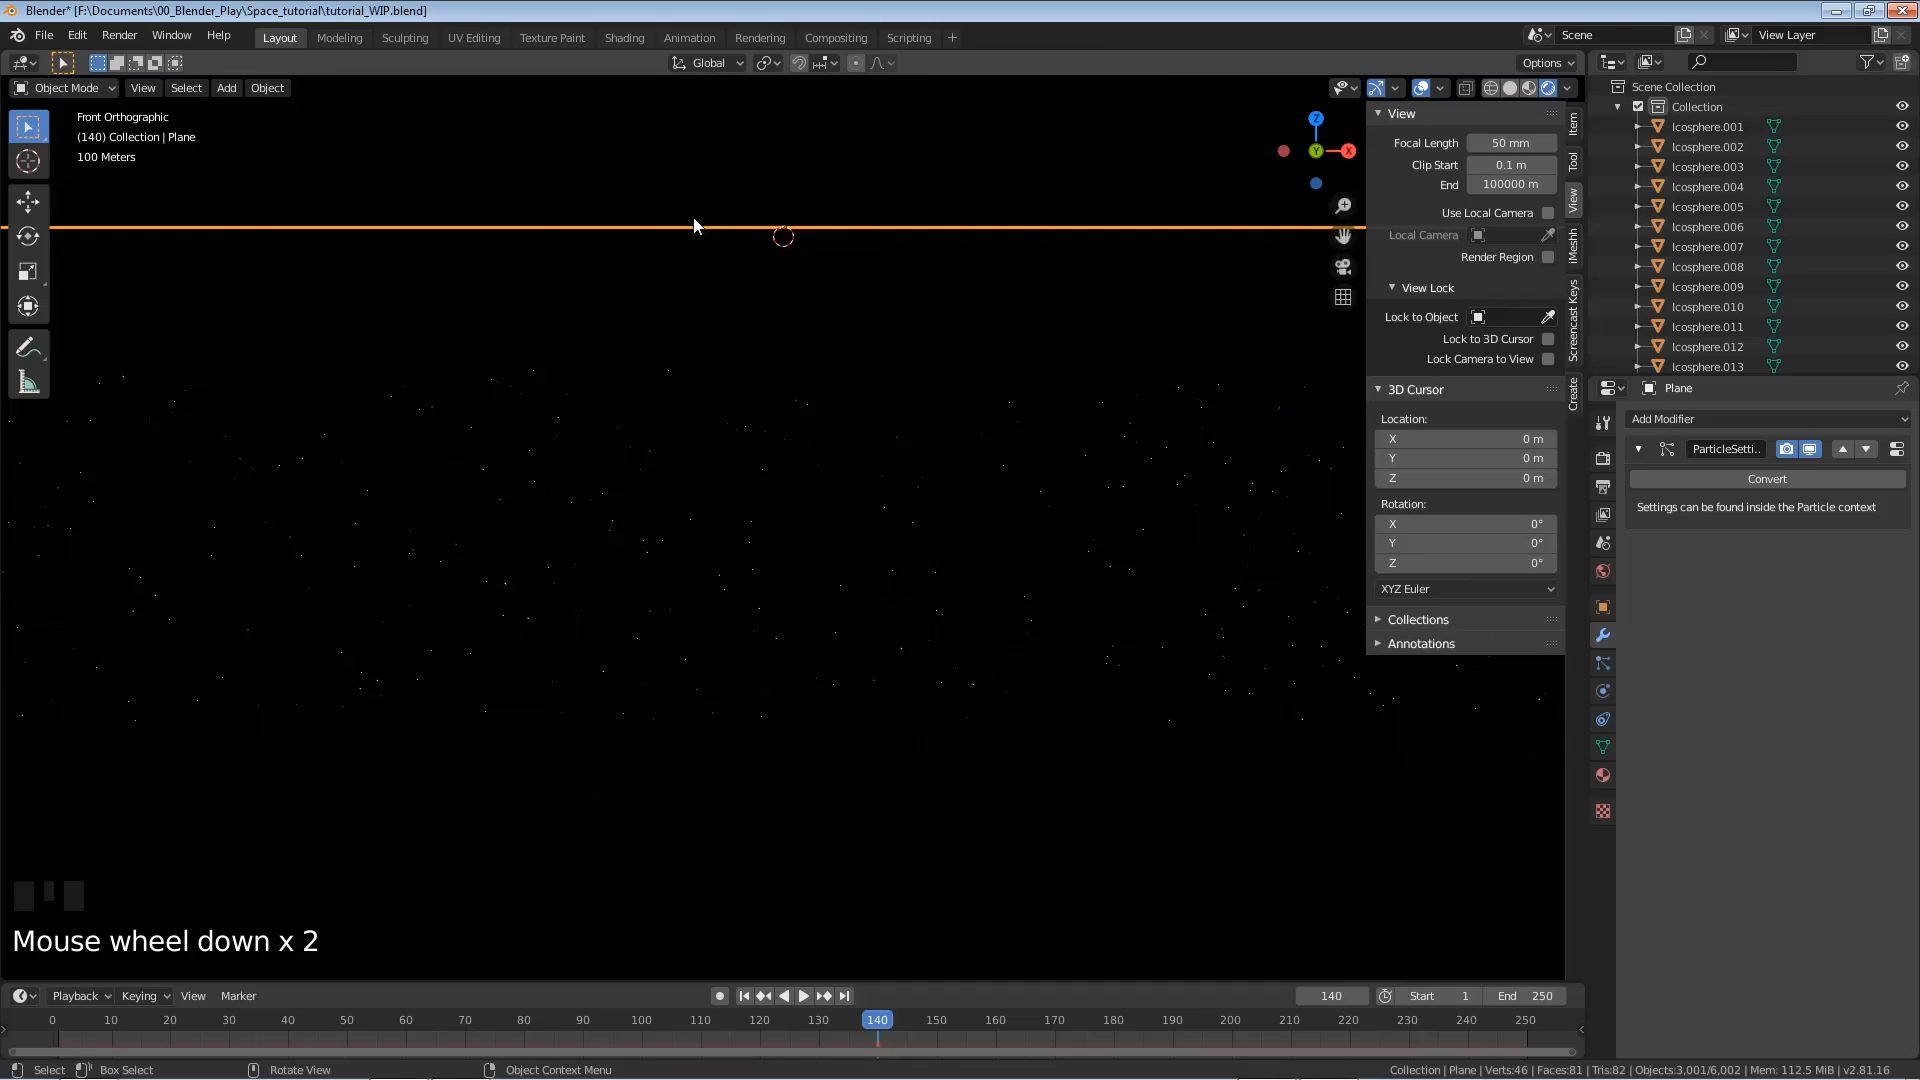 Blender* [F:\Documents\00_Blender_Play\Space_tutorial\tutorial_WIP.blend]
File Edit Render Window Help Layout Modeling Sculpting UV Editing Texture Paint Shading Animation Rendering Compositing Scripting + Scene View Layer
Global Options
Object Mode View Select Add Object
Front Orthographic
(140) Collection | Plane
100 Meters
Z
Y
X
View
Focal Length 50 mm
Clip Start 0.1 m
End 100000 m
Use Local Camera
Local Camera
Render Region
View Lock
Lock to Object
Lock to 3D Cursor
Lock Camera to View
3D Cursor
Location:
X 0 m
Y 0 m
Z 0 m
Rotation:
X 0°
Y 0°
Z 0°
XYZ Euler
Collections
Annotations
Item
Tool
View
iMeshh
Screencast Keys
Create
Scene Collection
Collection
Icosphere.001
Icosphere.002
Icosphere.003
Icosphere.004
Icosphere.005
Icosphere.006
Icosphere.007
Icosphere.008
Icosphere.009
Icosphere.010
Icosphere.011
Icosphere.012
Icosphere.013
Plane
Add Modifier
ParticleSetti..
Convert
Settings can be found inside the Particle context
Mouse wheel down x 2
Playback Keying View Marker 140 Start 1 End 250
0 10 20 30 40 50 60 70 80 90 100 110 120 130 140 150 160 170 180 190 200 210 220 230 240 250
Select Box Select Rotate View Object Context Menu Collection | Plane | Verts:46 | Faces:81 | Tris:82 | Objects:3,001/6,002 | Mem: 112.5 MiB | v2.81.16